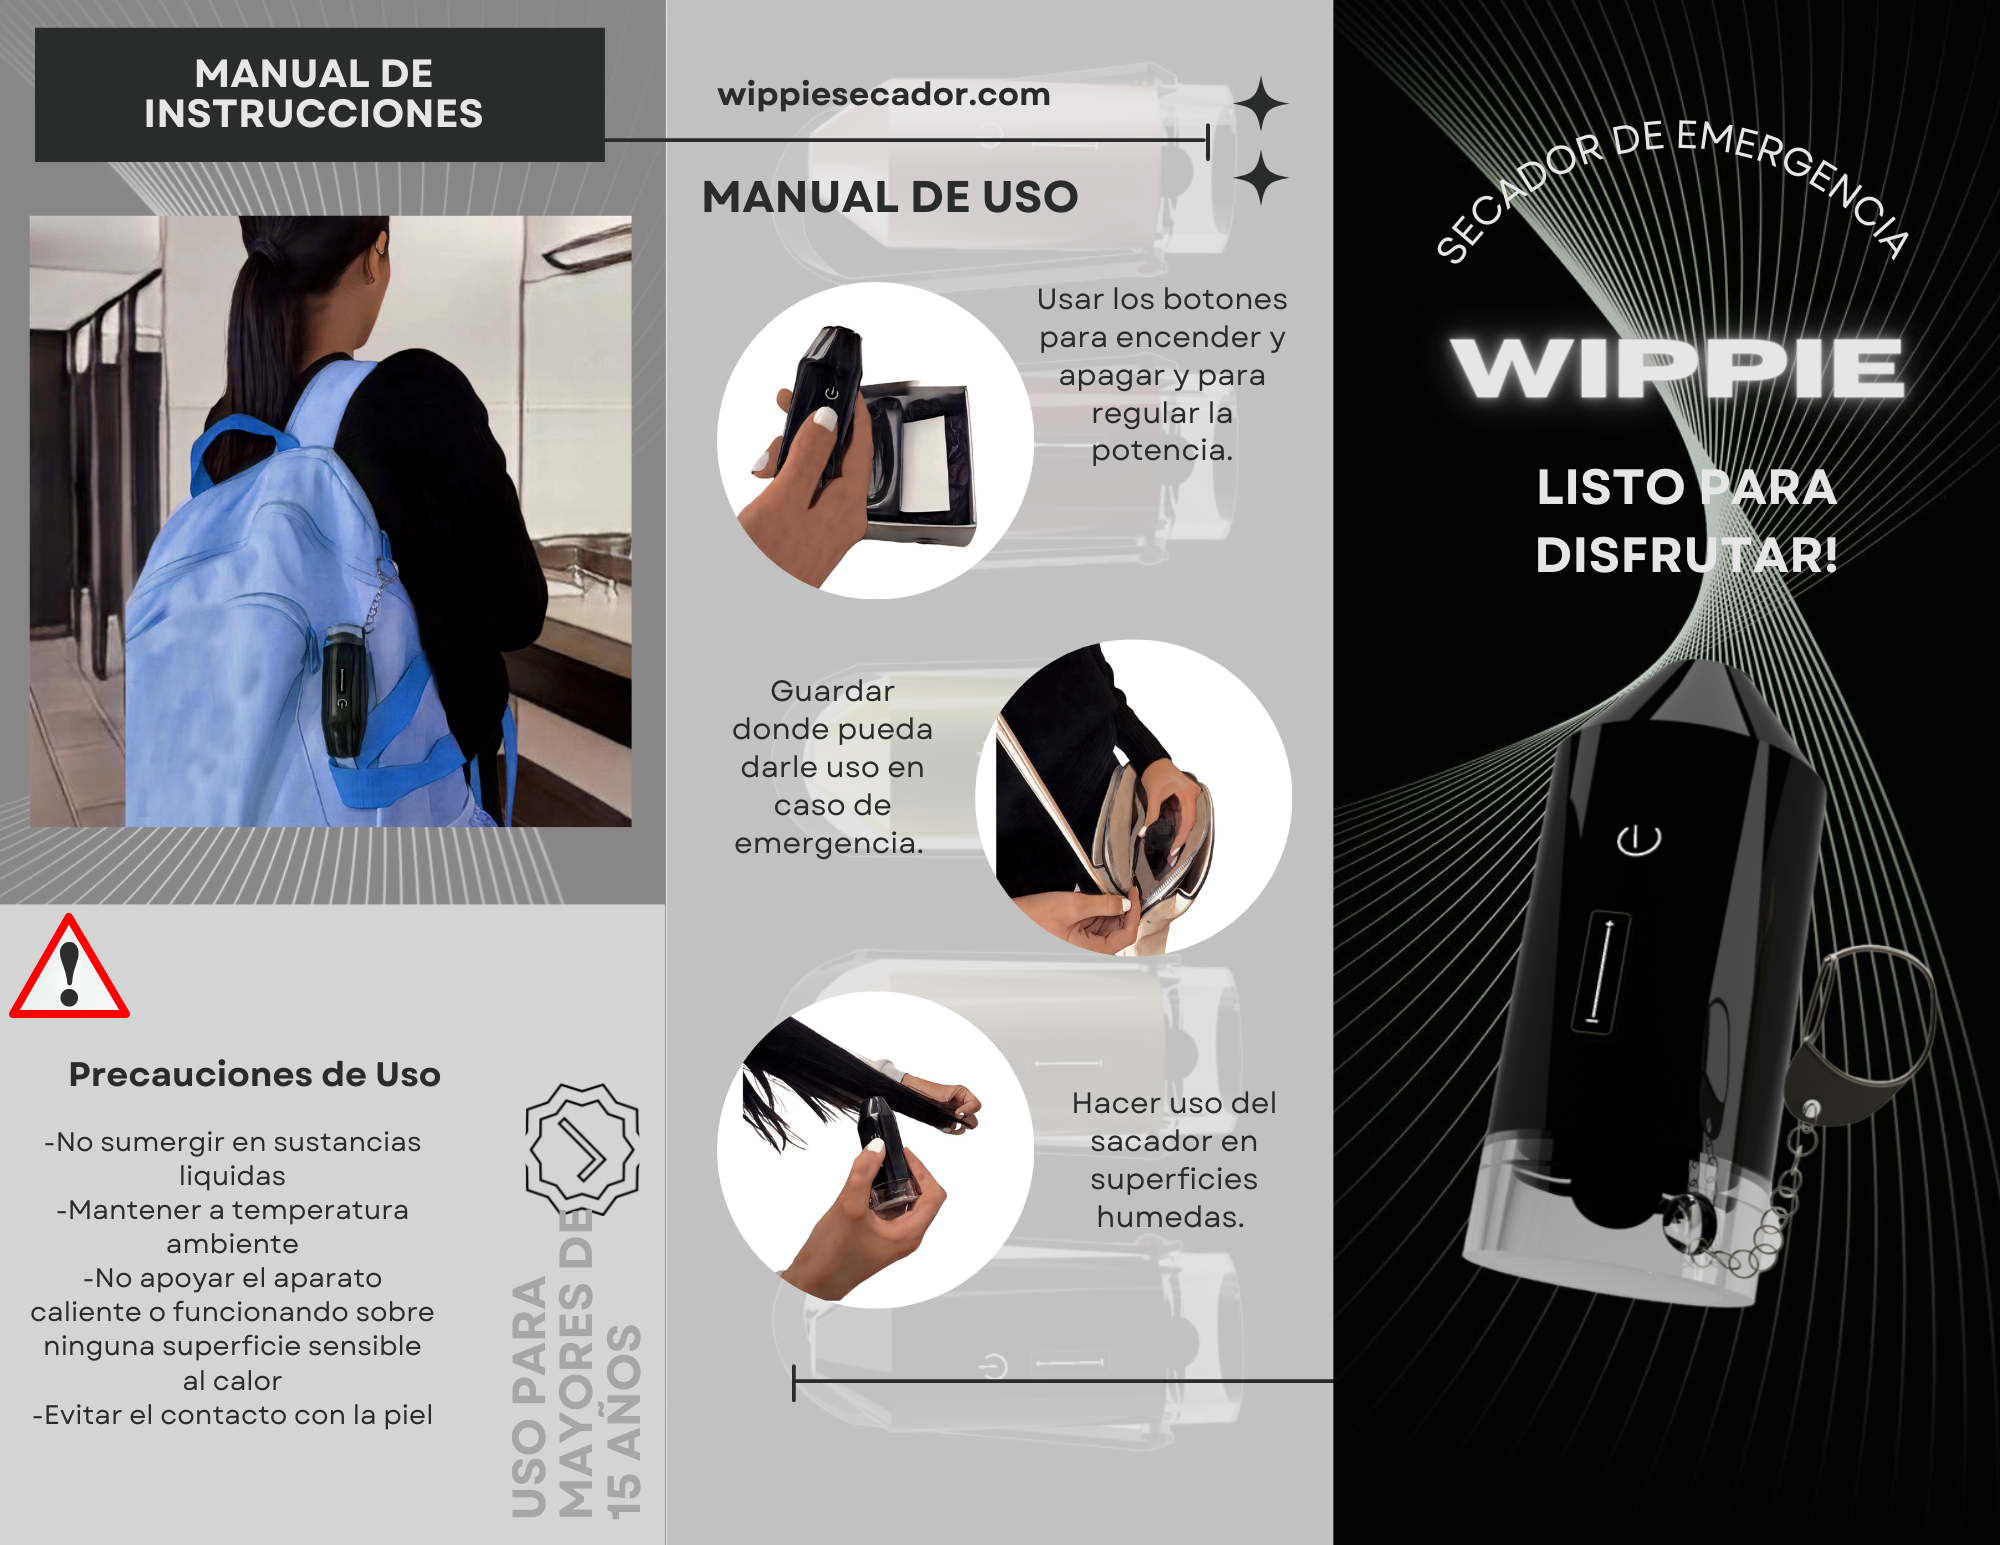 MANUAL DE
INSTRUCCIONES
Precauciones de Uso
-No sumergir en sustancias
liquidas
-Mantener a temperatura
ambiente
-No apoyar el aparato
caliente o funcionando sobre
ninguna superficie sensible
al calor
-Evitar el contacto con la piel
USO PARA
MAYORES DE
15 AÑOS
wippiesecador.com
MANUAL DE USO
Usar los botones
para encender y
apagar y para
regular la
potencia.
Guardar
donde pueda
darle uso en
caso de
emergencia.
Hacer uso del
sacador en
superficies
humedas.
SECADOR DE EMERGENCIA
WIPPIE
LISTO PARA
DISFRUTAR!